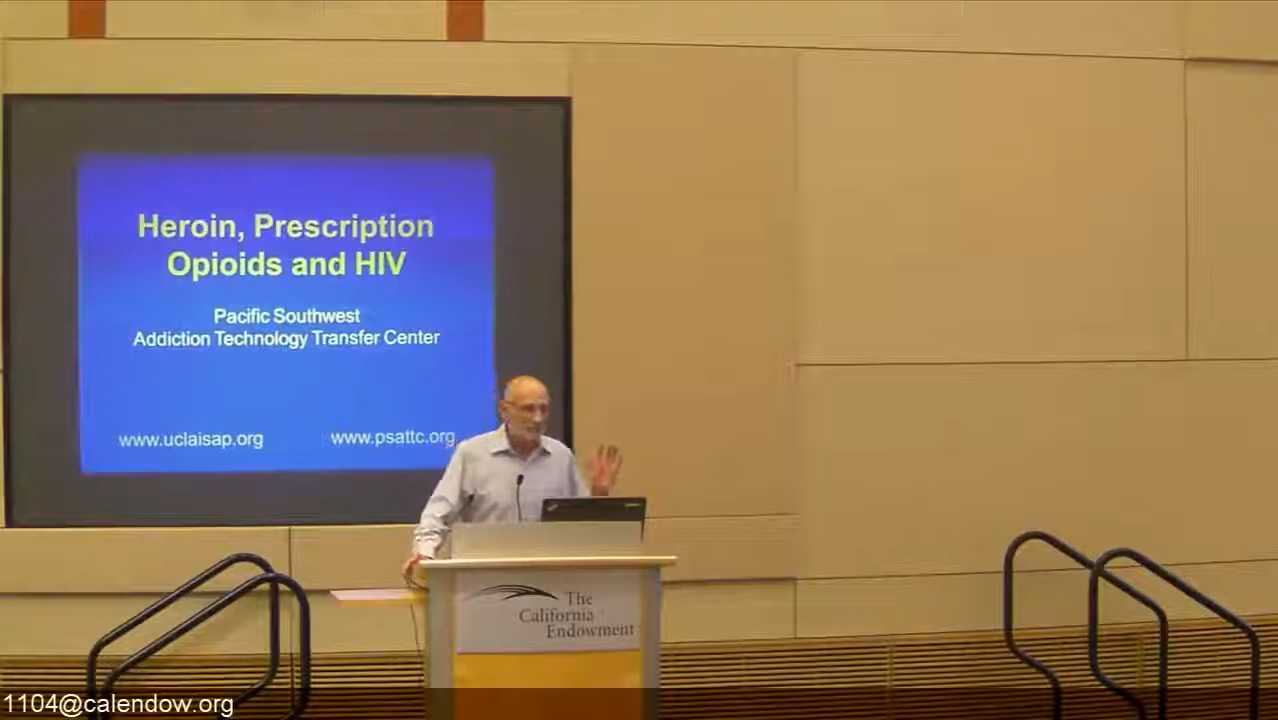 Heroin, Prescription
Opioids and HIV
Pacific Southwest
Addiction Technology Transfer Center
www.uclaisap.org
www.psattc.org
The
California
Endowment
1104@calendow.org